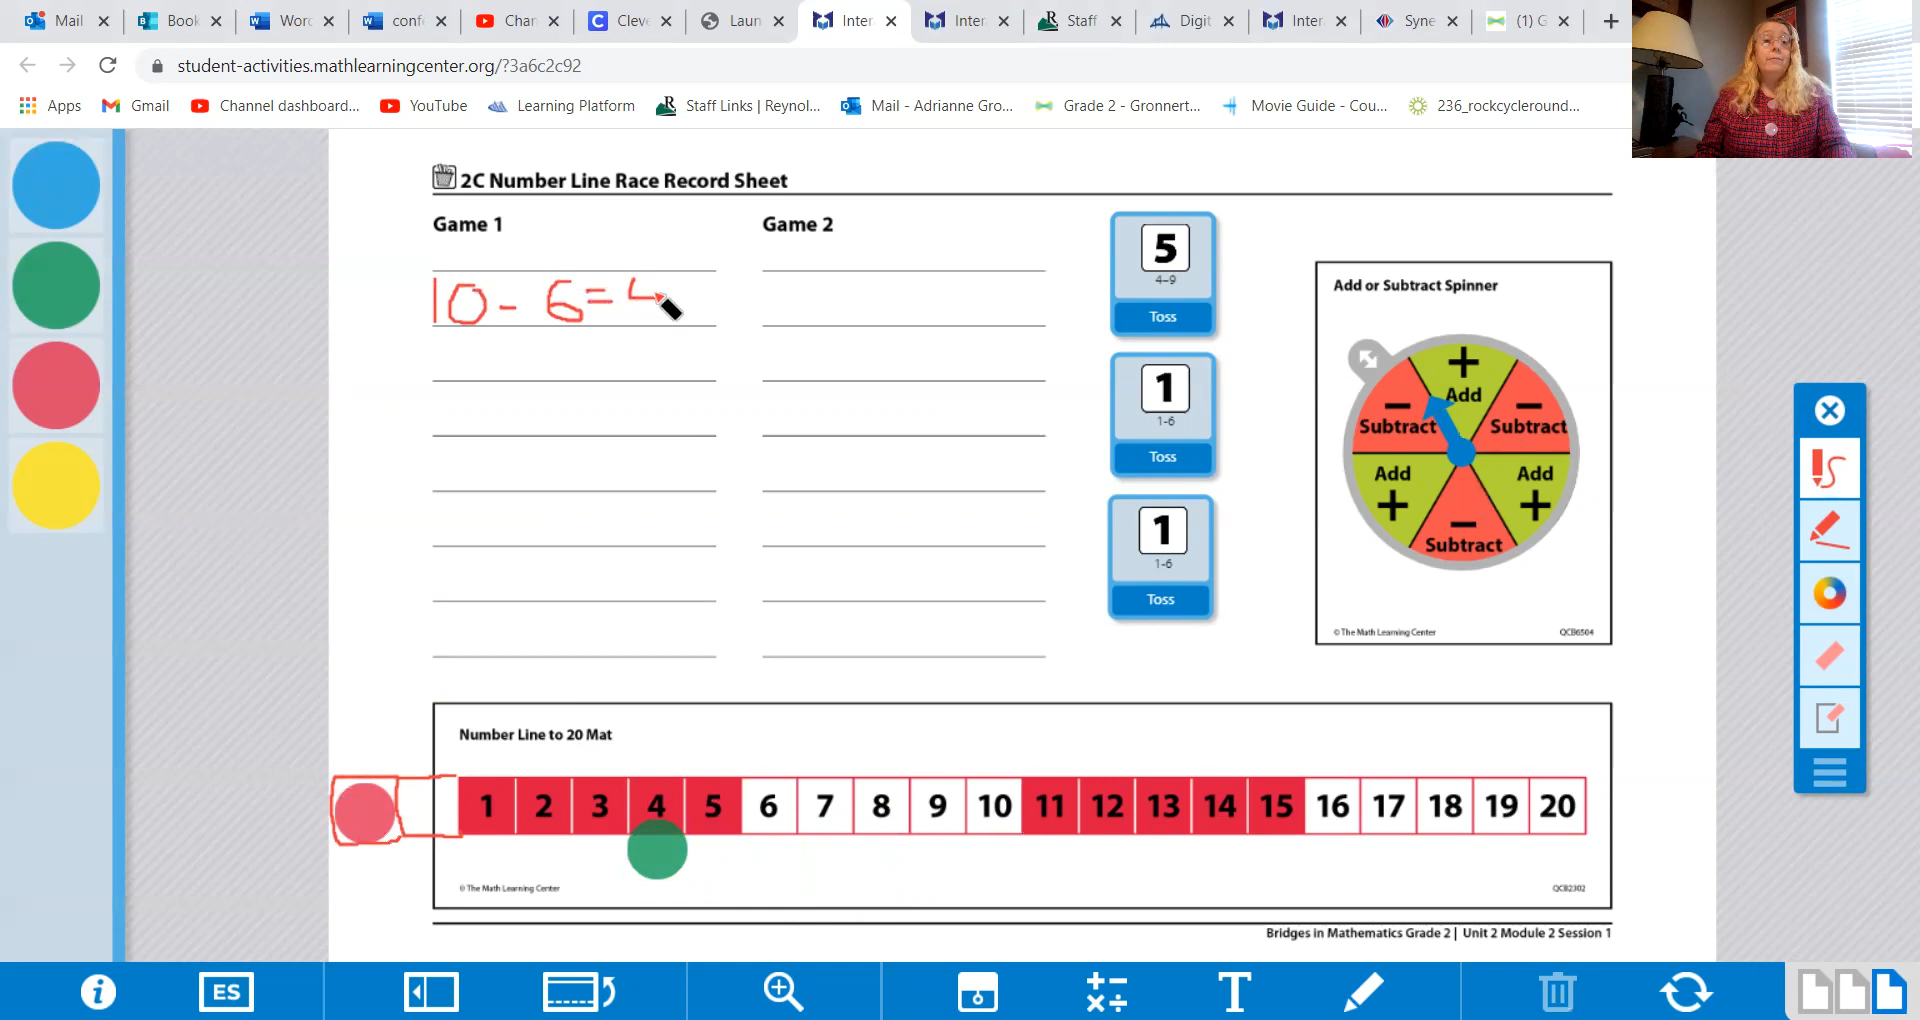 Mail
Book
Word
conf
Char
Cleve
Laun
Inter
Inter
Staff
Digit
Inter
Syne
(1) G
student-activities.mathlearningcenter.org/?3a6c2c92
Apps
Gmail
Channel dashboard...
YouTube
Learning Platform
Staff Links | Reynol...
Mail - Adrianne Gro...
Grade 2 - Gronnert...
Movie Guide - Cou...
236_rockcycleround...
2C Number Line Race Record Sheet
Game 1
Game 2
10 - 6 = 4
5
4-9
Toss
1
1-6
Toss
1
1-6
Toss
Add or Subtract Spinner
+
Add
−
Subtract
−
Subtract
Add
+
Add
+
−
Subtract
© The Math Learning Center
QCB6504
Number Line to 20 Mat
1 2 3 4 5 6 7 8 9 10 11 12 13 14 15 16 17 18 19 20
© The Math Learning Center
QCB2302
Bridges in Mathematics Grade 2 | Unit 2 Module 2 Session 1
i
ES
T